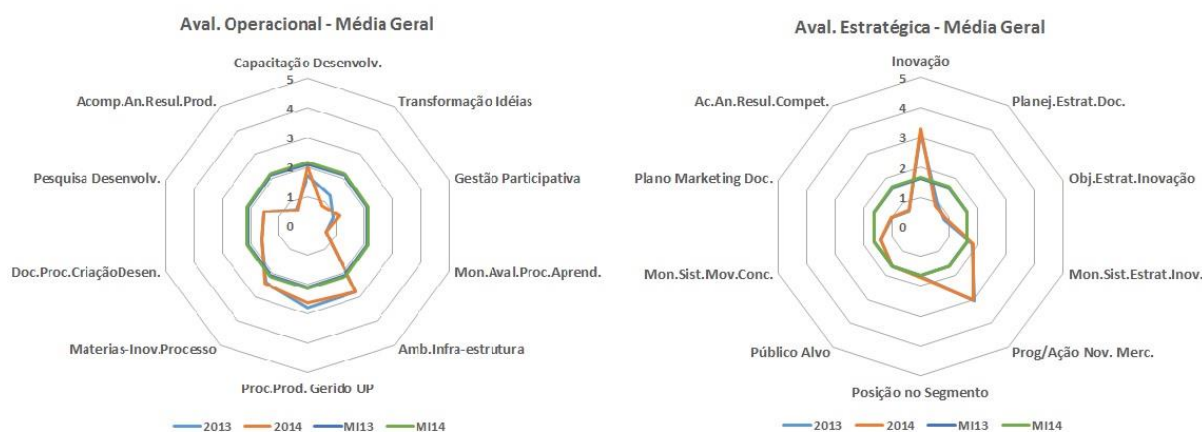 Aval. Operacional - Média Geral
Capacitação Desenvolv.
Transformação Idéias
Gestão Participativa
Mon.Aval.Proc.Aprend.
Amb.Infra-estrutura
Proc.Prod. Gerido UP
Materias-Inov.Processo
Doc.Proc.CriaçãoDesen.
Pesquisa Desenvolv.
Acomp.An.Resul.Prod.
5
4
3
2
1
0
2013 2014 MI13 MI14
Aval. Estratégica - Média Geral
Inovação
Planej.Estrat.Doc.
Obj.Estrat.Inovação
Mon.Sist.Estrat.Inov.
Prog/Ação Nov. Merc.
Posição no Segmento
Público Alvo
Mon.Sist.Mov.Conc.
Plano Marketing Doc.
Ac.An.Resul.Compet.
5
4
3
2
1
0
2013 2014 MI13 MI14